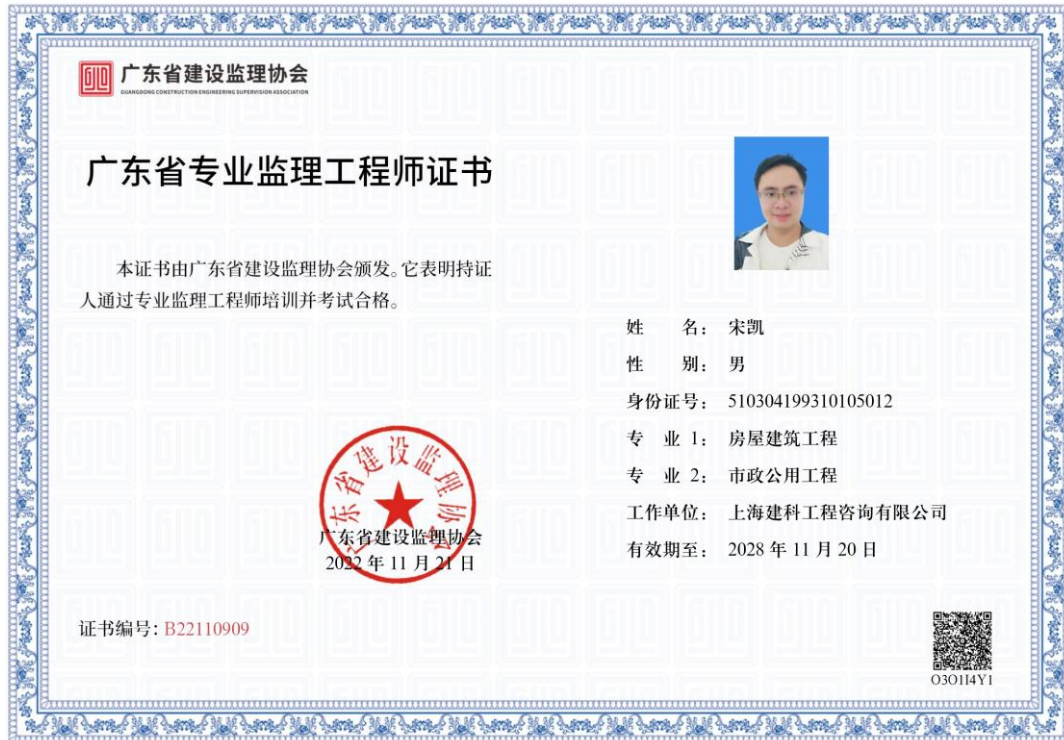 广东省建设监理协会
GUANGDONG CONSTRUCTION ENGINEERING SUPERVISION ASSOCIATION
广东省专业监理工程师证书
本证书由广东省建设监理协会颁发。它表明持证
人通过专业监理工程师培训并考试合格。
姓 名： 宋凯
性 别： 男
身份证号： 510304199310105012
专 业 1： 房屋建筑工程
专 业 2： 市政公用工程
工作单位： 上海建科工程咨询有限公司
有效期至： 2028 年 11 月 20 日
广东省建设监理协会
广东省建设监理协会
2022 年 11 月 21 日
证书编号: B22110909
O3O1I4Y1